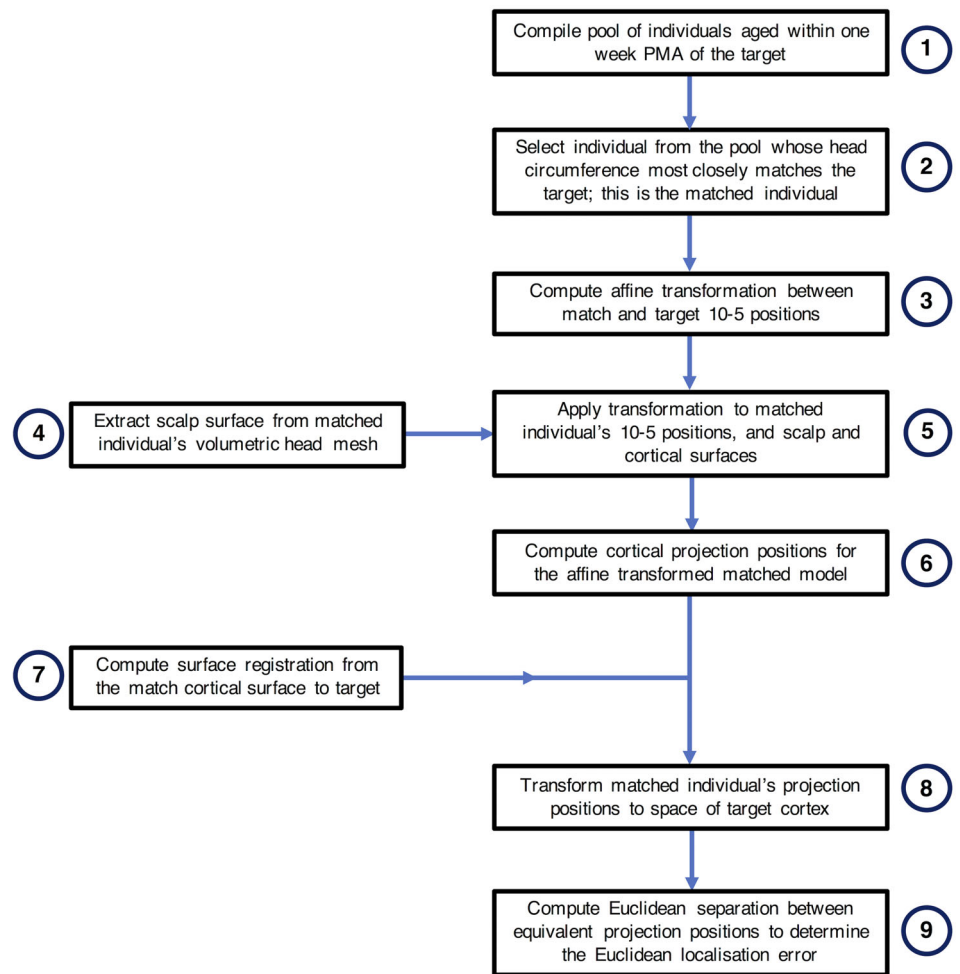 Compile pool of individuals aged within one
week PMA of the target
1
Select individual from the pool whose head
circumference most closely matches the
target; this is the matched individual
2
Compute affine transformation between
match and target 10-5 positions
3
4
Extract scalp surface from matched
individual's volumetric head mesh
Apply transformation to matched
individual's 10-5 positions, and scalp and
cortical surfaces
5
Compute cortical projection positions for
the affine transformed matched model
6
7
Compute surface registration from
the match cortical surface to target
Transform matched individual's projection
positions to space of target cortex
8
Compute Euclidean separation between
equivalent projection positions to determine
the Euclidean localisation error
9